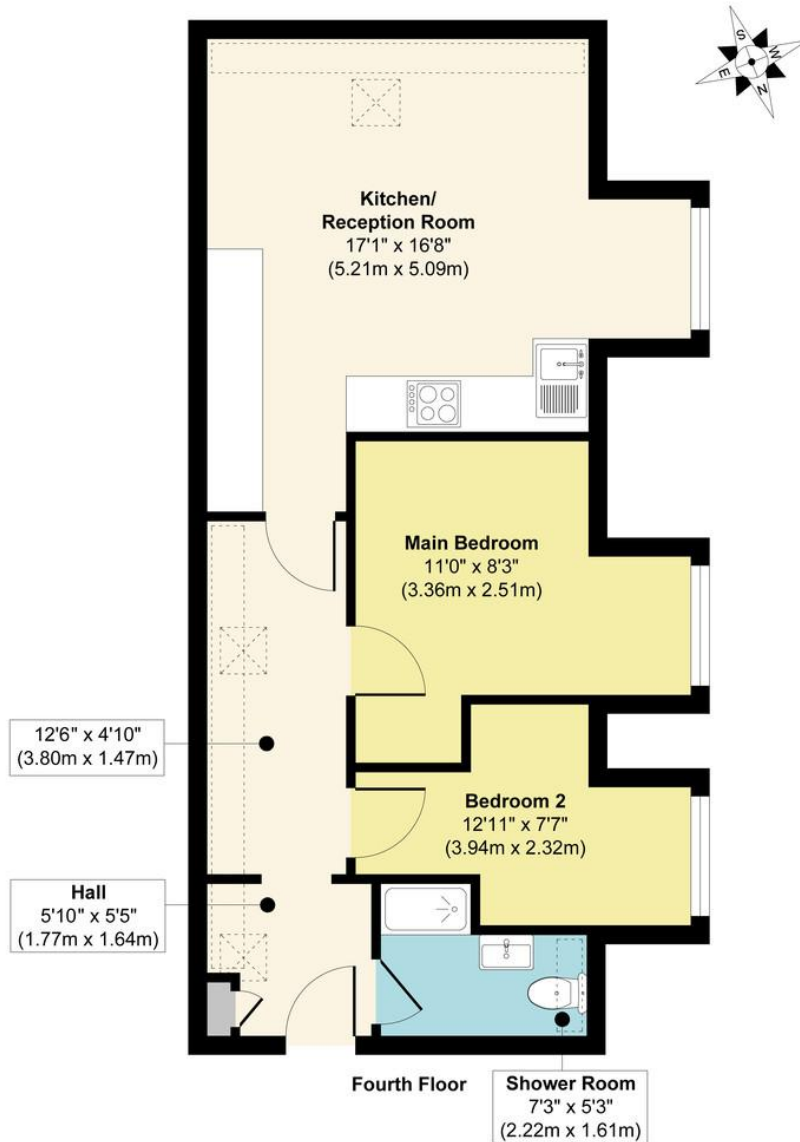 S
W
E
N
Kitchen/
Reception Room
17'1" x 16'8"
(5.21m x 5.09m)
Main Bedroom
11'0" x 8'3"
(3.36m x 2.51m)
12'6" x 4'10"
(3.80m x 1.47m)
Bedroom 2
12'11" x 7'7"
(3.94m x 2.32m)
Hall
5'10" x 5'5"
(1.77m x 1.64m)
Fourth Floor
Shower Room
7'3" x 5'3"
(2.22m x 1.61m)